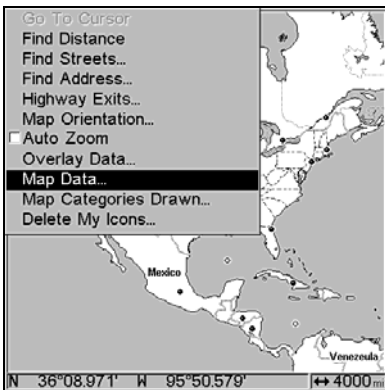 Go To Cursor
Find Distance
Find Streets...
Find Address...
Highway Exits...
Map Orientation...
Auto Zoom
Overlay Data...
Map Data...
Map Categories Drawn...
Delete My Icons...
Mexico
Venezuela
N 36°08.971' W 95°50.579' ↔ 4000 mi